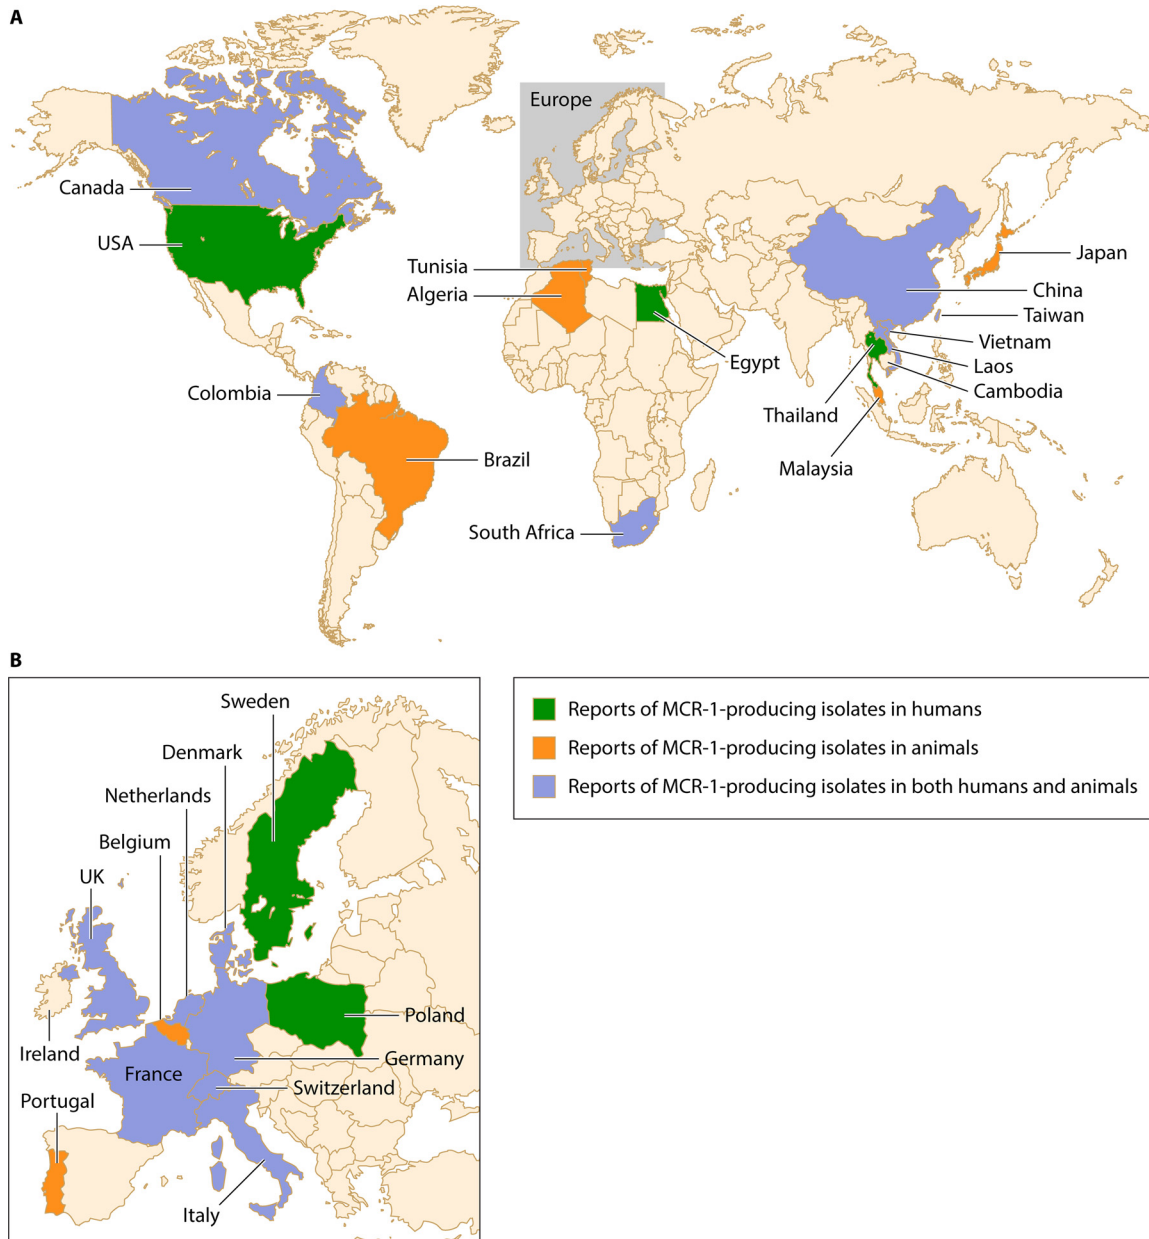 A
Europe
Canada
USA
Tunisia
Algeria
Egypt
Japan
China
Taiwan
Vietnam
Laos
Cambodia
Thailand
Malaysia
Colombia
Brazil
South Africa
B
Sweden
Denmark
Netherlands
Belgium
UK
Ireland
Portugal
France
Poland
Germany
Switzerland
Italy
Reports of MCR-1-producing isolates in humans
Reports of MCR-1-producing isolates in animals
Reports of MCR-1-producing isolates in both humans and animals